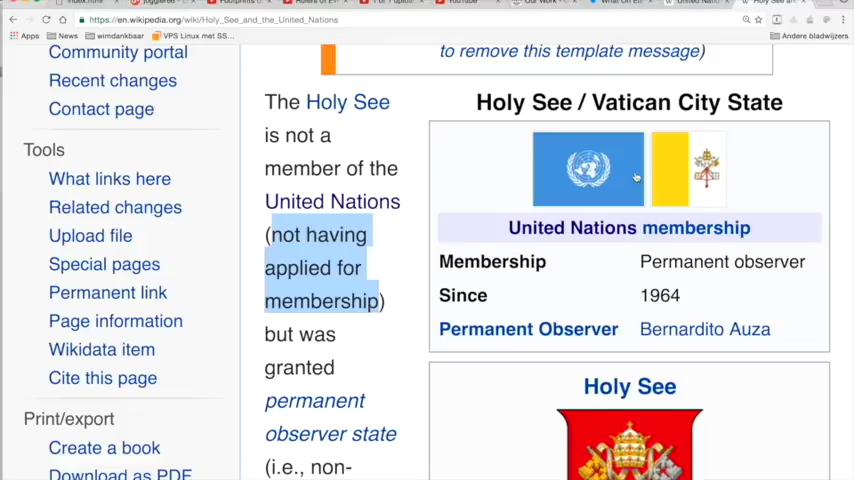 index.html
YouTube
https://en.wikipedia.org/wiki/Holy_See_and_the_United_Nations
Apps
News
wimdankbaar
VPS Linux met SS...
Andere bladwijzers
Community portal
Recent changes
Contact page
Tools
What links here
Related changes
Upload file
Special pages
Permanent link
Page information
Wikidata item
Cite this page
Print/export
Create a book
Download as PDF
to remove this template message)
The Holy See
is not a
member of the
United Nations
(not having
applied for
membership)
but was
granted
permanent
observer state
(i.e., non-
Holy See / Vatican City State
United Nations membership
Membership Permanent observer
Since 1964
Permanent Observer Bernardito Auza
Holy See